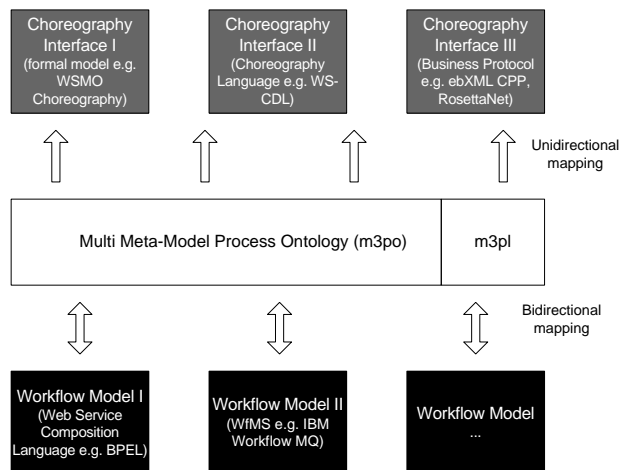 Choreography
Interface I
(formal model e.g.
WSMO
Choreography)
Choreography
Interface II
(Choreography
Language e.g. WS-
CDL)
Choreography
Interface III
(Business Protocol
e.g. ebXML CPP,
RosettaNet)
Unidirectional
mapping
Multi Meta-Model Process Ontology (m3po)
m3pl
Bidirectional
mapping
Workflow Model I
(Web Service
Composition
Language e.g. BPEL)
Workflow Model II
(WfMS e.g. IBM
Workflow MQ)
Workflow Model
...